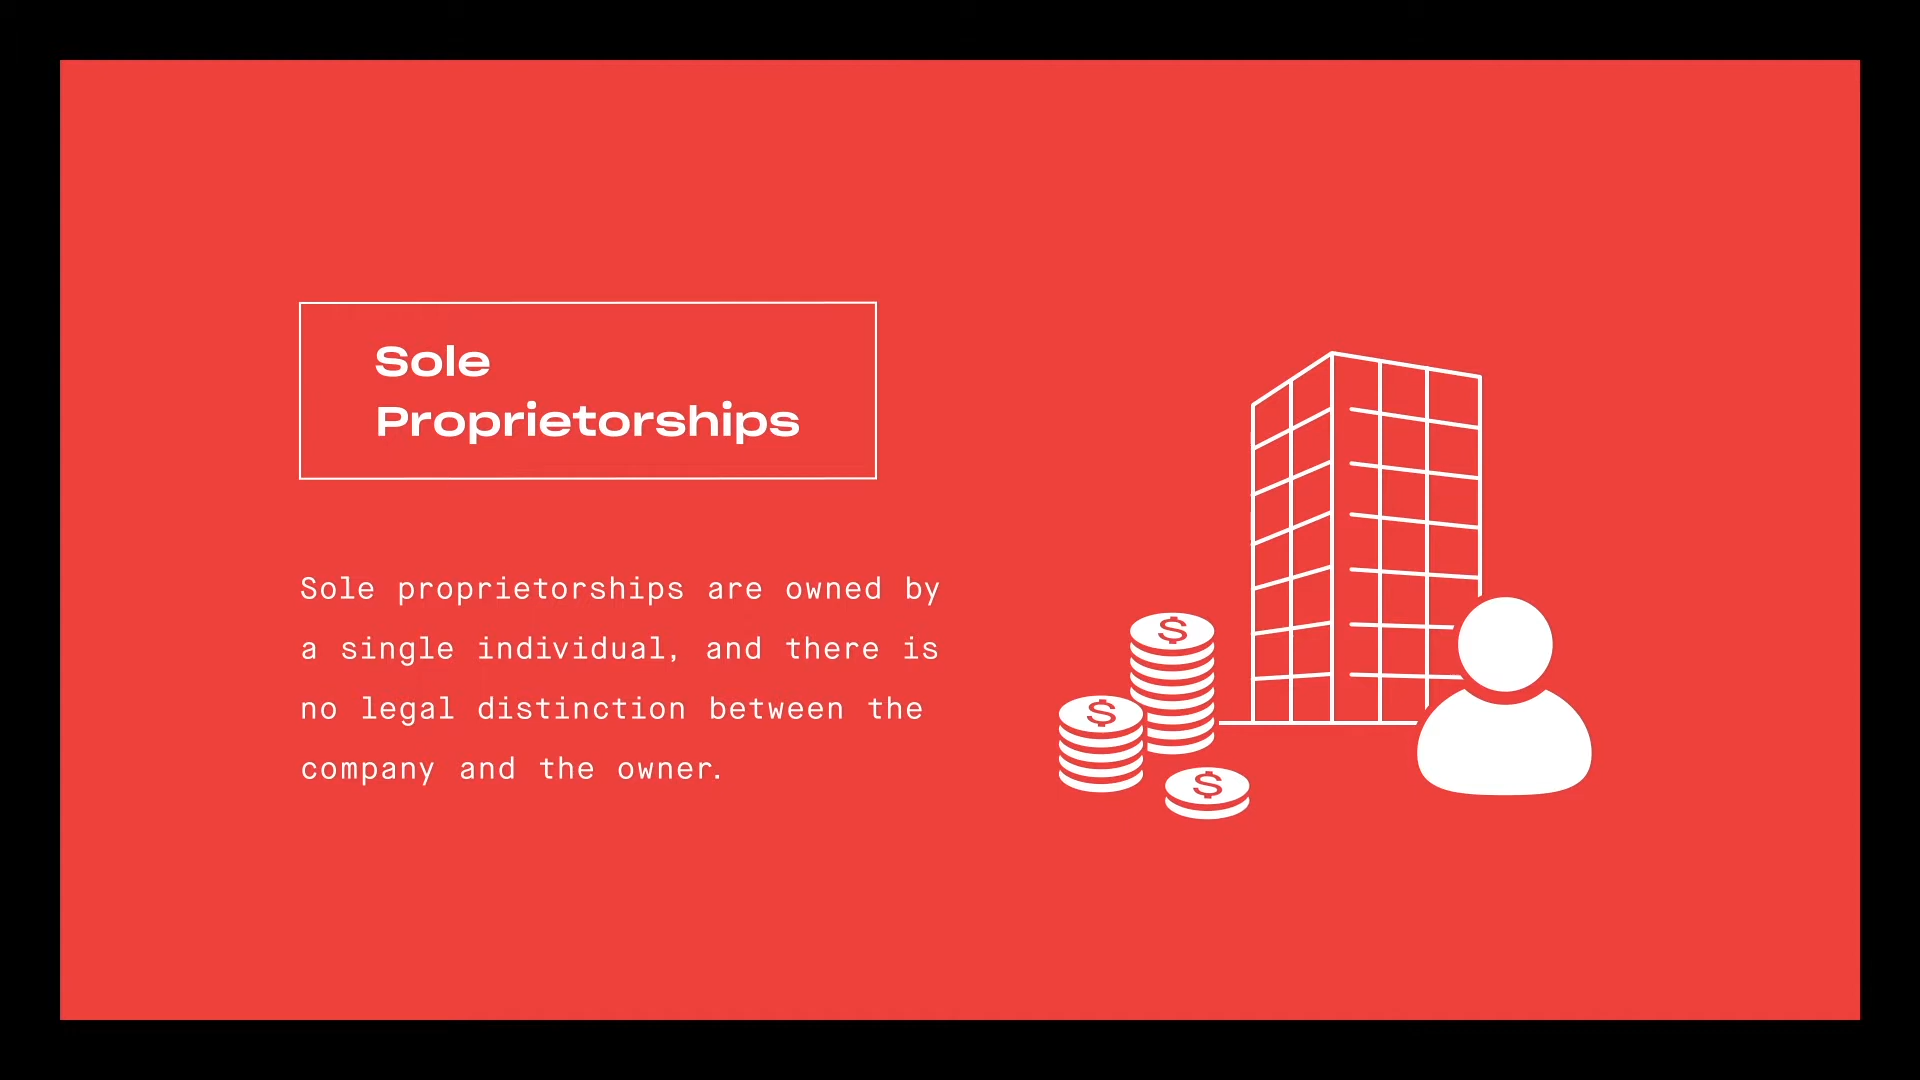 Sole
Proprietorships
Sole proprietorships are owned by
a single individual, and there is
no legal distinction between the
company and the owner.
$
$
$